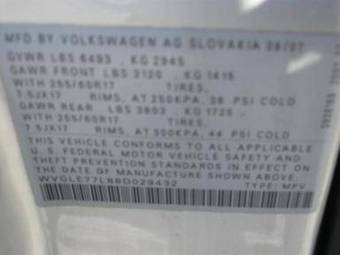 MFD BY VOLKSWAGEN AG SLOVAKIA 09/07
GVWR LBS 6493 KG 2945
GAWR FRONT LBS 3120 KG 1415
WITH 255/60R17 TIRES,
7.5JX17 RIMS, AT 250KPA, 36 PSI COLD
GAWR REAR LBS 3803 KG 1725
WITH 255/60R17 TIRES,
7.5JX17 RIMS, AT 300KPA, 44 PSI COLD
THIS VEHICLE CONFORMS TO ALL APPLICABLE
U.S. FEDERAL MOTOR VEHICLE SAFETY,
AND THEFT PREVENTION STANDARDS IN EFFECT ON
THE DATE OF MANUFACTURE SHOWN ABOVE
WVGLE77L88D029432 TYPE: MPV